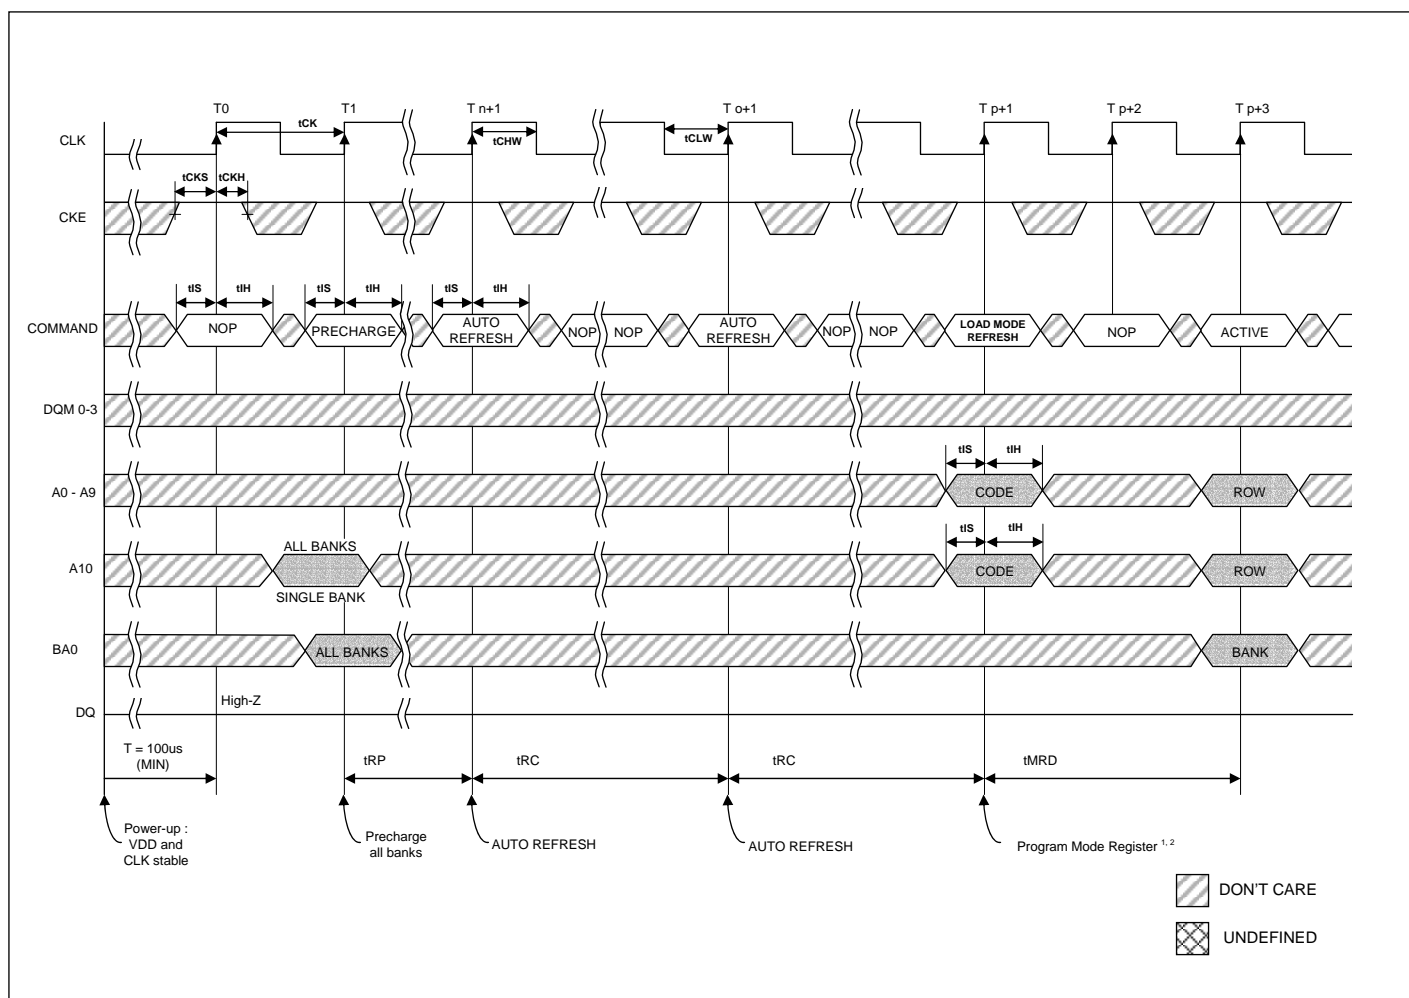 T0 T1 T n+1 T o+1 T p+1 T p+2 T p+3
CLK
tCK tCHW tCLW
tCKS tCKH
CKE
tIS tIH tIS tIH tIS tIH
COMMAND
NOP PRECHARGE AUTO REFRESH NOP NOP AUTO REFRESH NOP NOP LOAD MODE REFRESH NOP ACTIVE
DQM 0-3
tIS tIH
A0 - A9
CODE ROW
tIS tIH
ALL BANKS
A10
CODE ROW
SINGLE BANK
BA0
ALL BANKS BANK
High-Z
DQ
T = 100us
(MIN)
tRP tRC tRC tMRD
Power-up :
VDD and
CLK stable
Precharge
all banks
AUTO REFRESH
AUTO REFRESH
Program Mode Register 1, 2
DON'T CARE
UNDEFINED